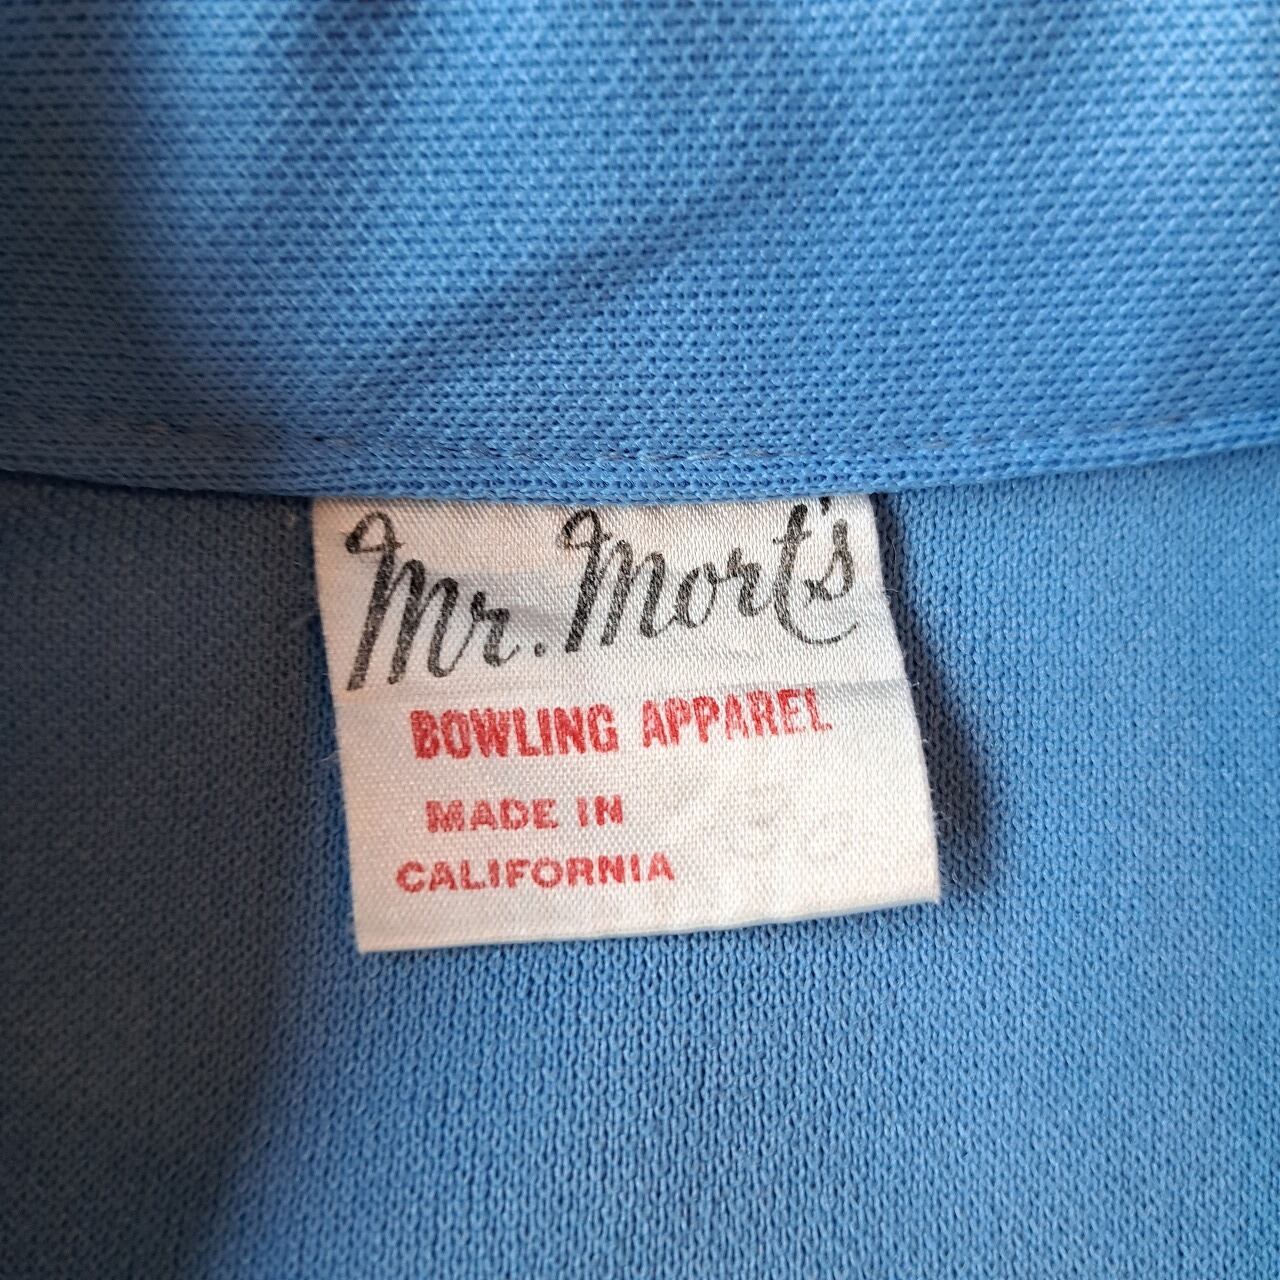 Mr. Mort's
BOWLING APPAREL
MADE IN
CALIFORNIA